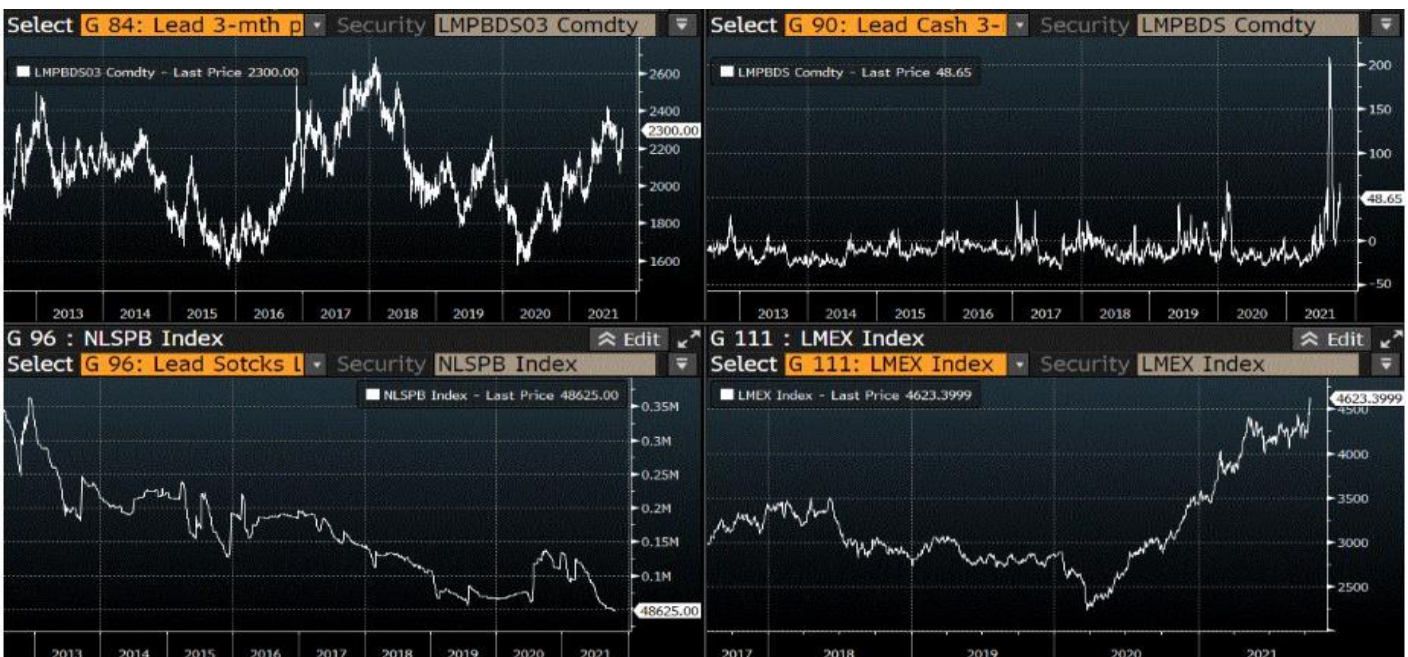 Select G 84: Lead 3-mth p Security LMPBDS03 Comdty
LMPBDS03 Comdty - Last Price 2300.00
2600
2400
2300.00
2200
2000
1800
1600
2013 2014 2015 2016 2017 2018 2019 2020 2021
Select G 90: Lead Cash 3- Security LMPBDS Comdty
LMPBDS Comdty - Last Price 48.65
200
150
100
48.65
0
-50
2013 2014 2015 2016 2017 2018 2019 2020 2021
G 96 : NLSPB Index Edit
Select G 96: Lead Sotcks L Security NLSPB Index
NLSPB Index - Last Price 48625.00
0.35M
0.3M
0.25M
0.2M
0.15M
0.1M
48625.00
2013 2014 2015 2016 2017 2018 2019 2020 2021
G 111 : LMEX Index Edit
Select G 111: LMEX Index Security LMEX Index
LMEX Index - Last Price 4623.3999
4623.3999
4500
4000
3500
3000
2500
2017 2018 2019 2020 2021